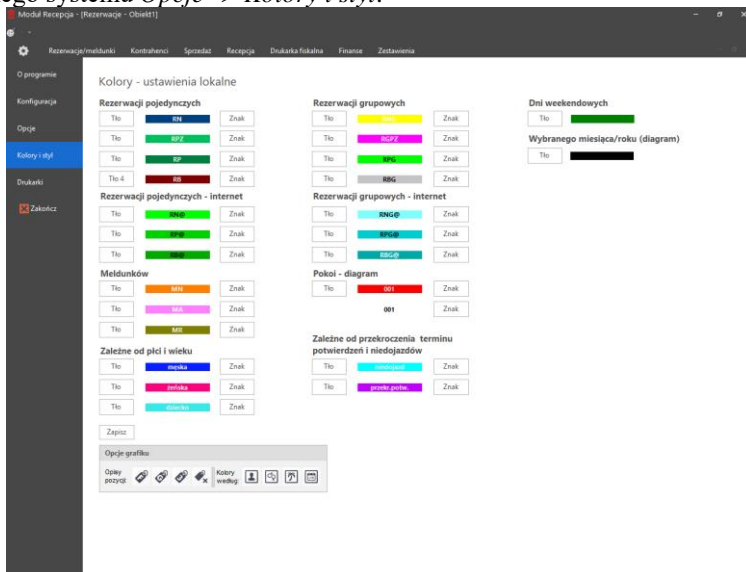 ego systemu Opcje → Kolory i styl.
Moduł Recepcja - [Rezerwacje - Obiekt1]
Rezerwacje/meldunki Kontrahenci Sprzedaż Recepcja Drukarka fiskalna Finanse Zestawienia
O programie
Konfiguracja
Opcje
Kolory i styl
Drukarki
Zakończ
Kolory - ustawienia lokalne
Rezerwacji pojedynczych
Tło RN Znak
Tło RPZ Znak
Tło RP Znak
Tło 4 RB Znak
Rezerwacji pojedynczych - internet
Tło RN@ Znak
Tło RP@ Znak
Tło RB@ Znak
Meldunków
Tło MN Znak
Tło MA Znak
Tło MR Znak
Zależne od płci i wieku
Tło męska Znak
Tło żeńska Znak
Tło dziecko Znak
Zapisz
Rezerwacji grupowych
Tło Znak
Tło RGPZ Znak
Tło RPG Znak
Tło RBG Znak
Rezerwacji grupowych - internet
Tło RNG@ Znak
Tło RPG@ Znak
Tło RBG@ Znak
Pokoi - diagram
Tło 001 Znak
001 Znak
Zależne od przekroczenia terminu
potwierdzeń i niedojazdów
Tło niedojazd Znak
Tło przekr.potw. Znak
Dni weekendowych
Tło
Wybranego miesiąca/roku (diagram)
Tło
Opcje grafiku
Opisy pozycji:
Kolory według: